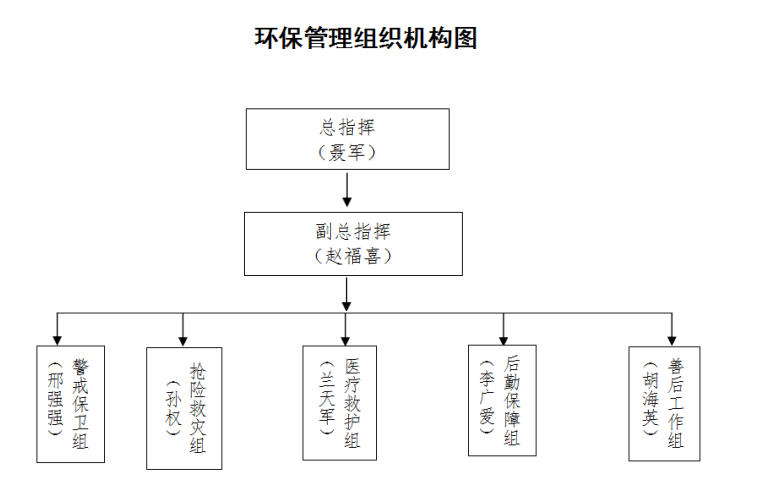 环保管理组织机构图
总指挥
（聂军）
副总指挥
（赵福喜）
警戒保卫组
（邢强强）
抢险救灾组
（孙权）
医疗救护组
（兰天军）
后勤保障组
（李广爱）
善后工作组
（胡海英）